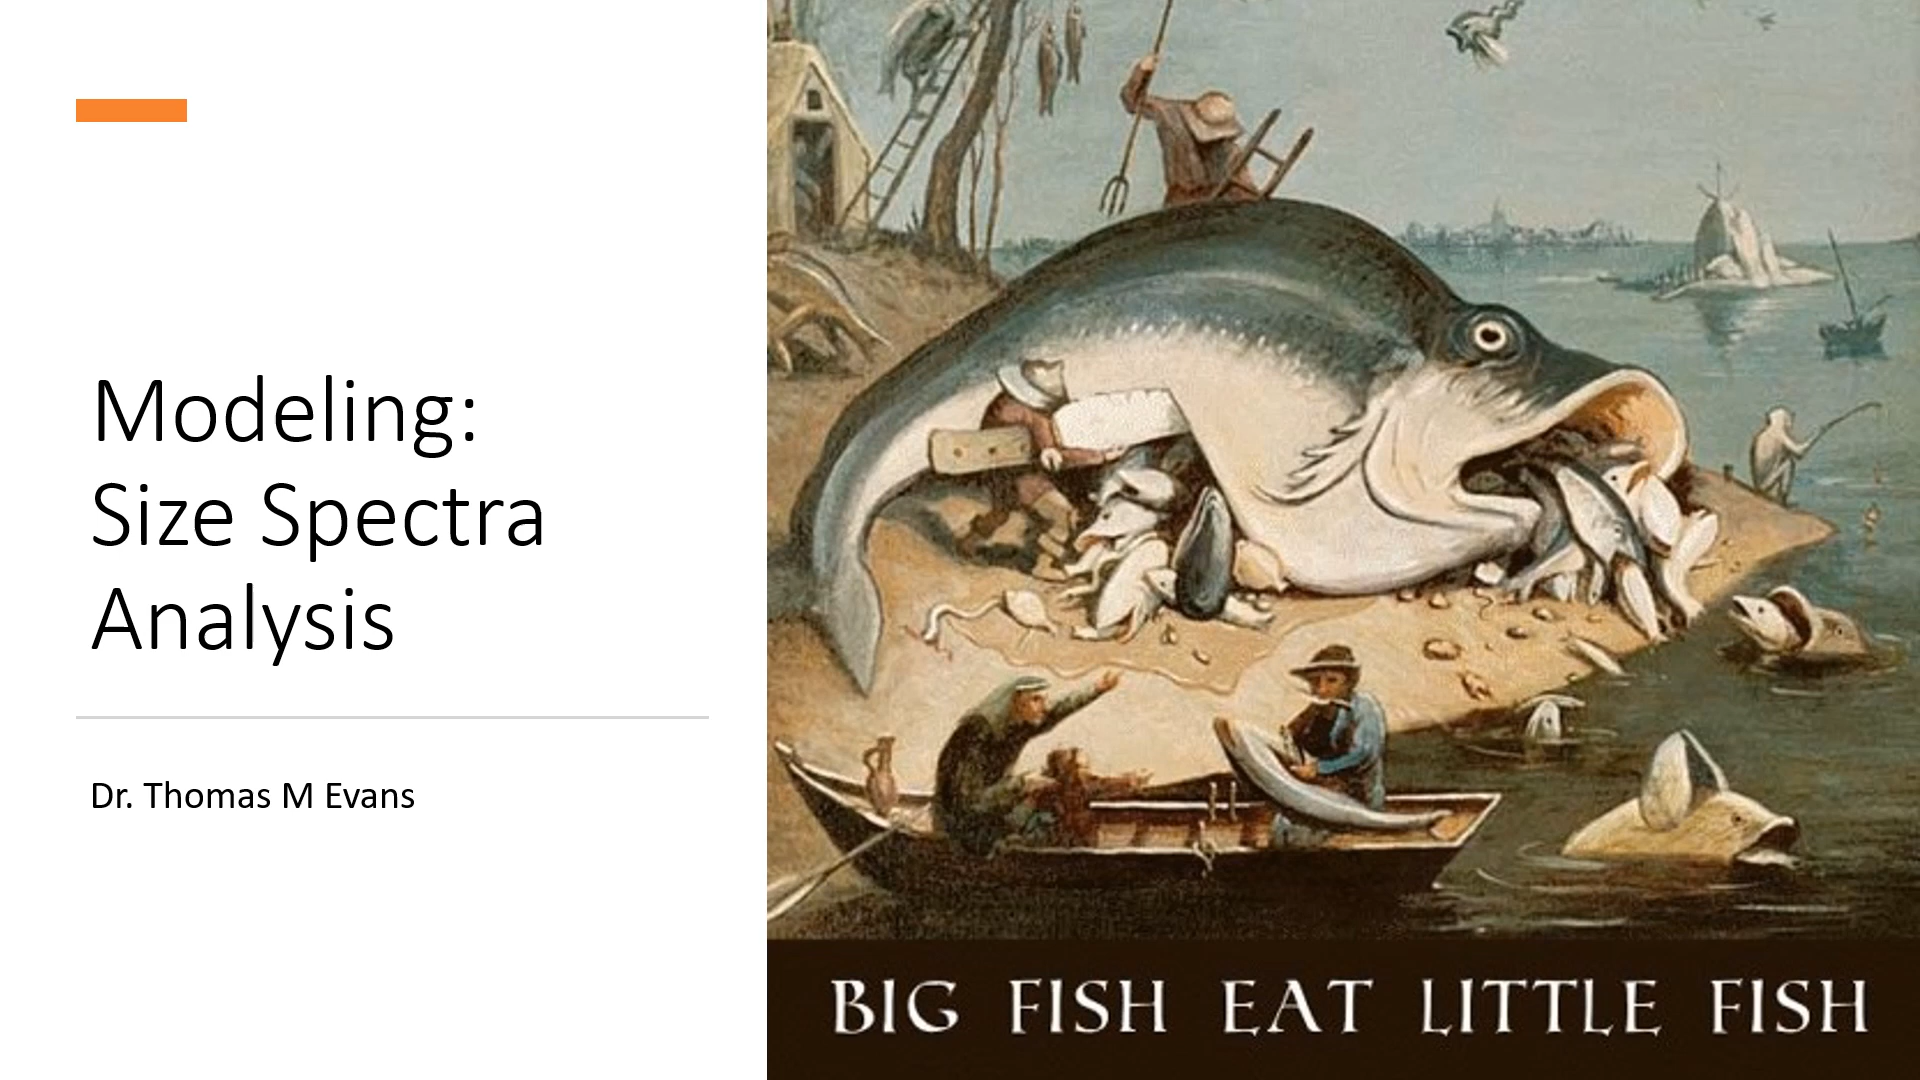 Modeling:
Size Spectra
Analysis
Dr. Thomas M Evans
BIG FISH EAT LITTLE FISH